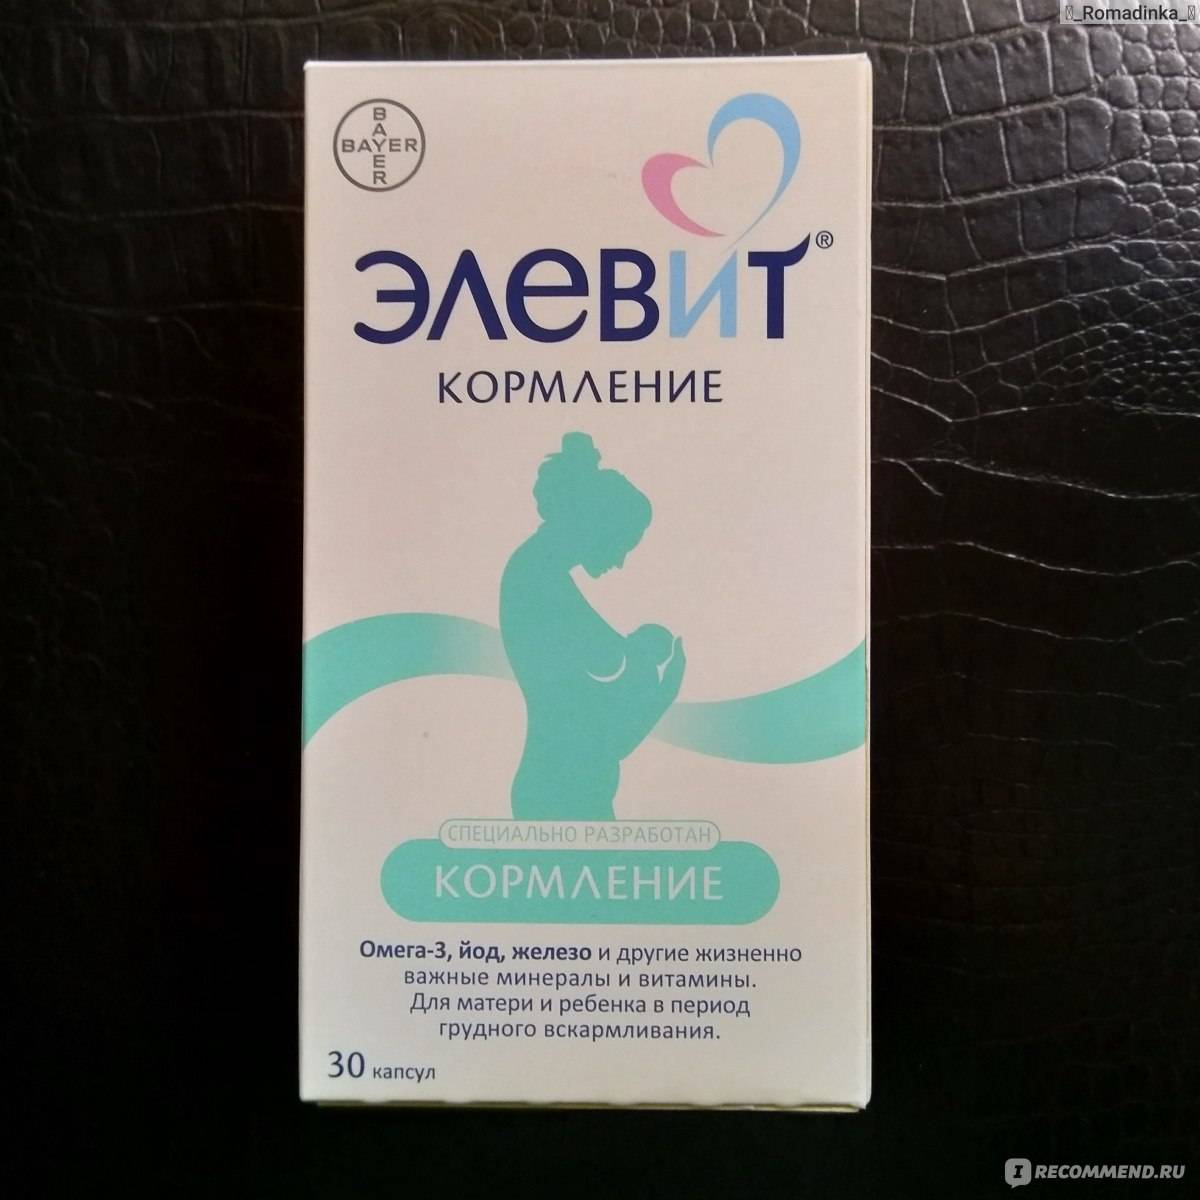 _Romadinka_
BAYER
BAYER
ЭЛЕВИТ®
КОРМЛЕНИЕ
СПЕЦИАЛЬНО РАЗРАБОТАН
КОРМЛЕНИЕ
Омега-3, йод, железо и другие жизненно
важные минералы и витамины.
Для матери и ребенка в период
грудного вскармливания.
30 капсул
I RECOMMEND.RU